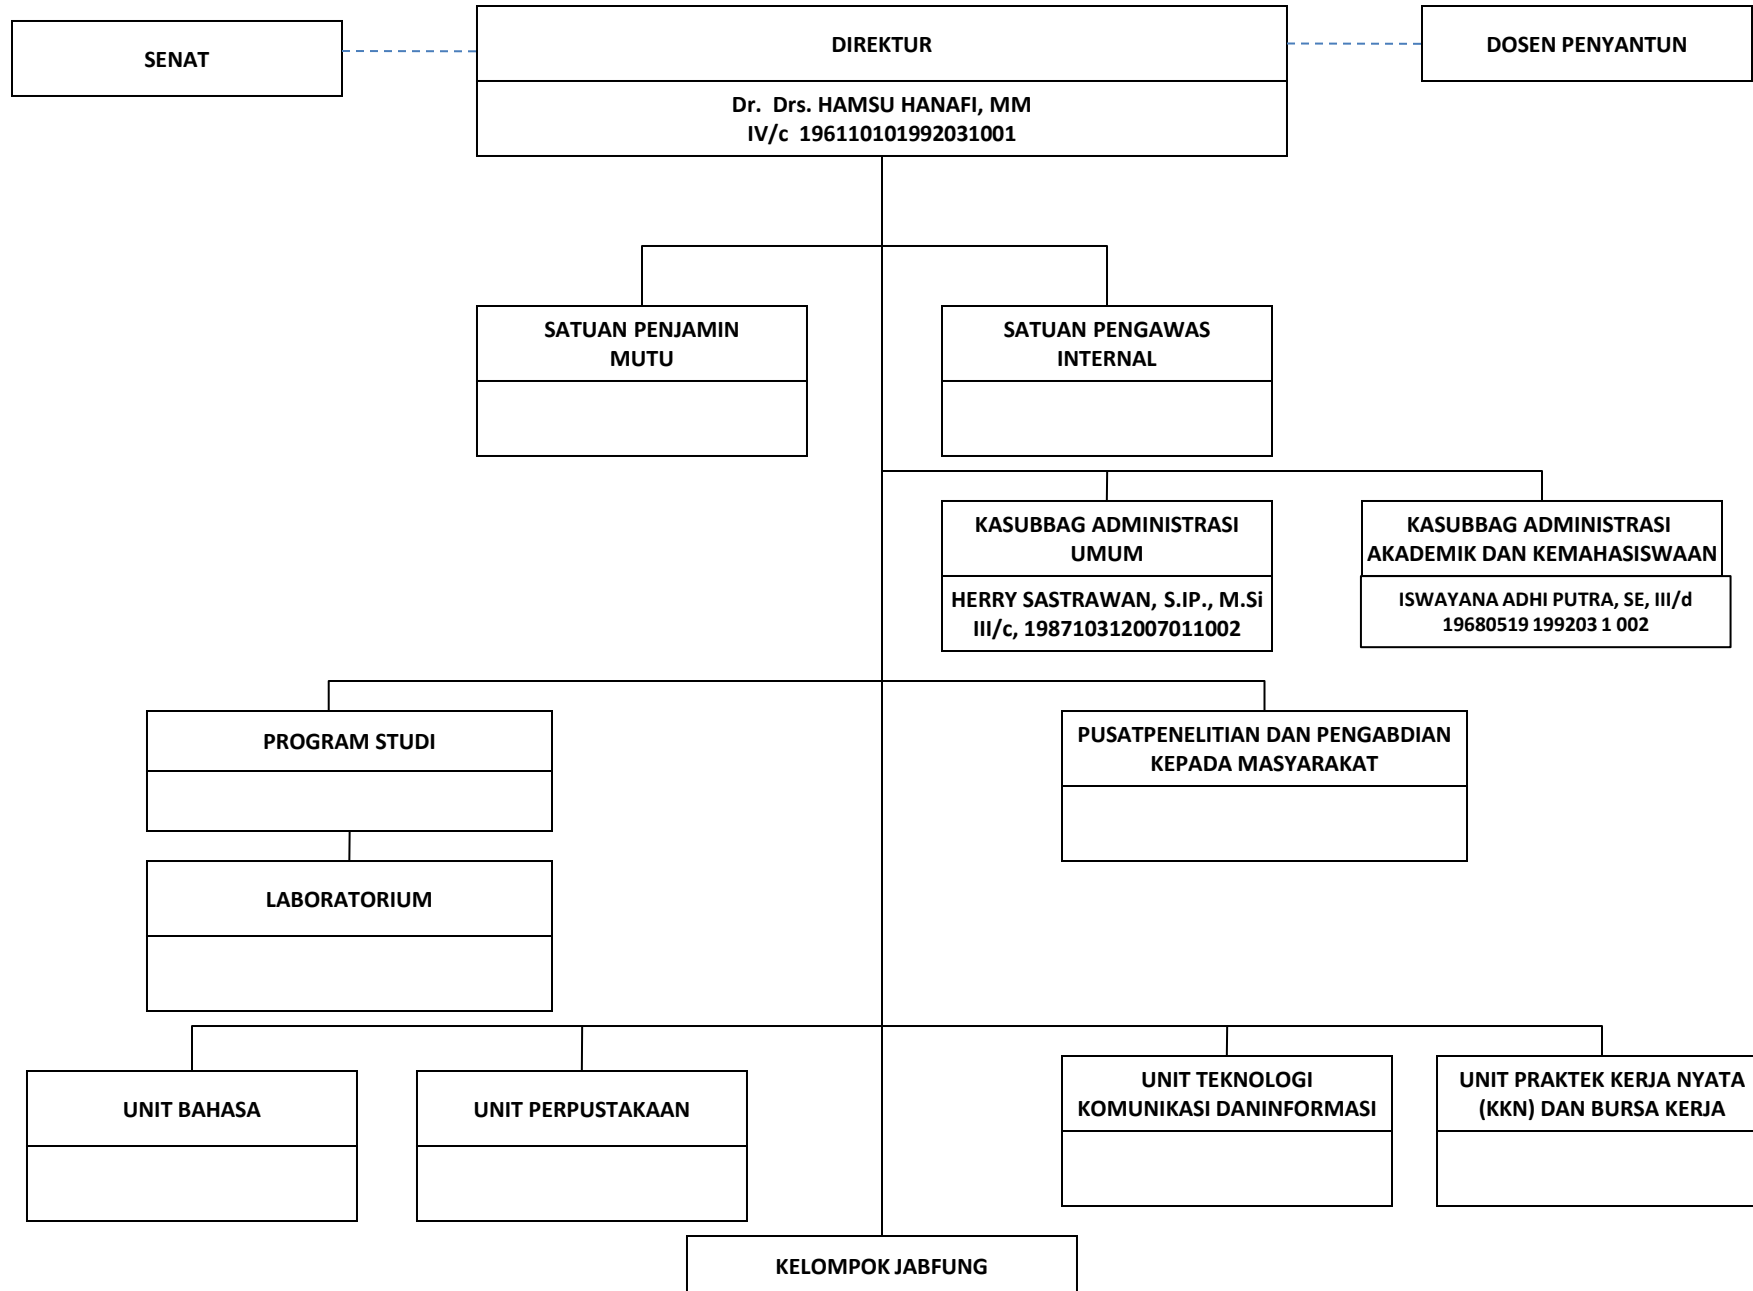 SENAT
DIREKTUR
DOSEN PENYANTUN
Dr.  Drs. HAMSU HANAFI, MM
IV/c  196110101992031001
SATUAN PENJAMIN
MUTU
SATUAN PENGAWAS
INTERNAL
KASUBBAG ADMINISTRASI
UMUM
HERRY SASTRAWAN, S.IP., M.Si
III/c, 198710312007011002
KASUBBAG ADMINISTRASI
AKADEMIK DAN KEMAHASISWAAN
ISWAYANA ADHI PUTRA, SE, III/d
19680519 199203 1 002
PROGRAM STUDI
PUSATPENELITIAN DAN PENGABDIAN
KEPADA MASYARAKAT
LABORATORIUM
UNIT BAHASA
UNIT PERPUSTAKAAN
UNIT TEKNOLOGI
KOMUNIKASI DANINFORMASI
UNIT PRAKTEK KERJA NYATA
(KKN) DAN BURSA KERJA
KELOMPOK JABFUNG